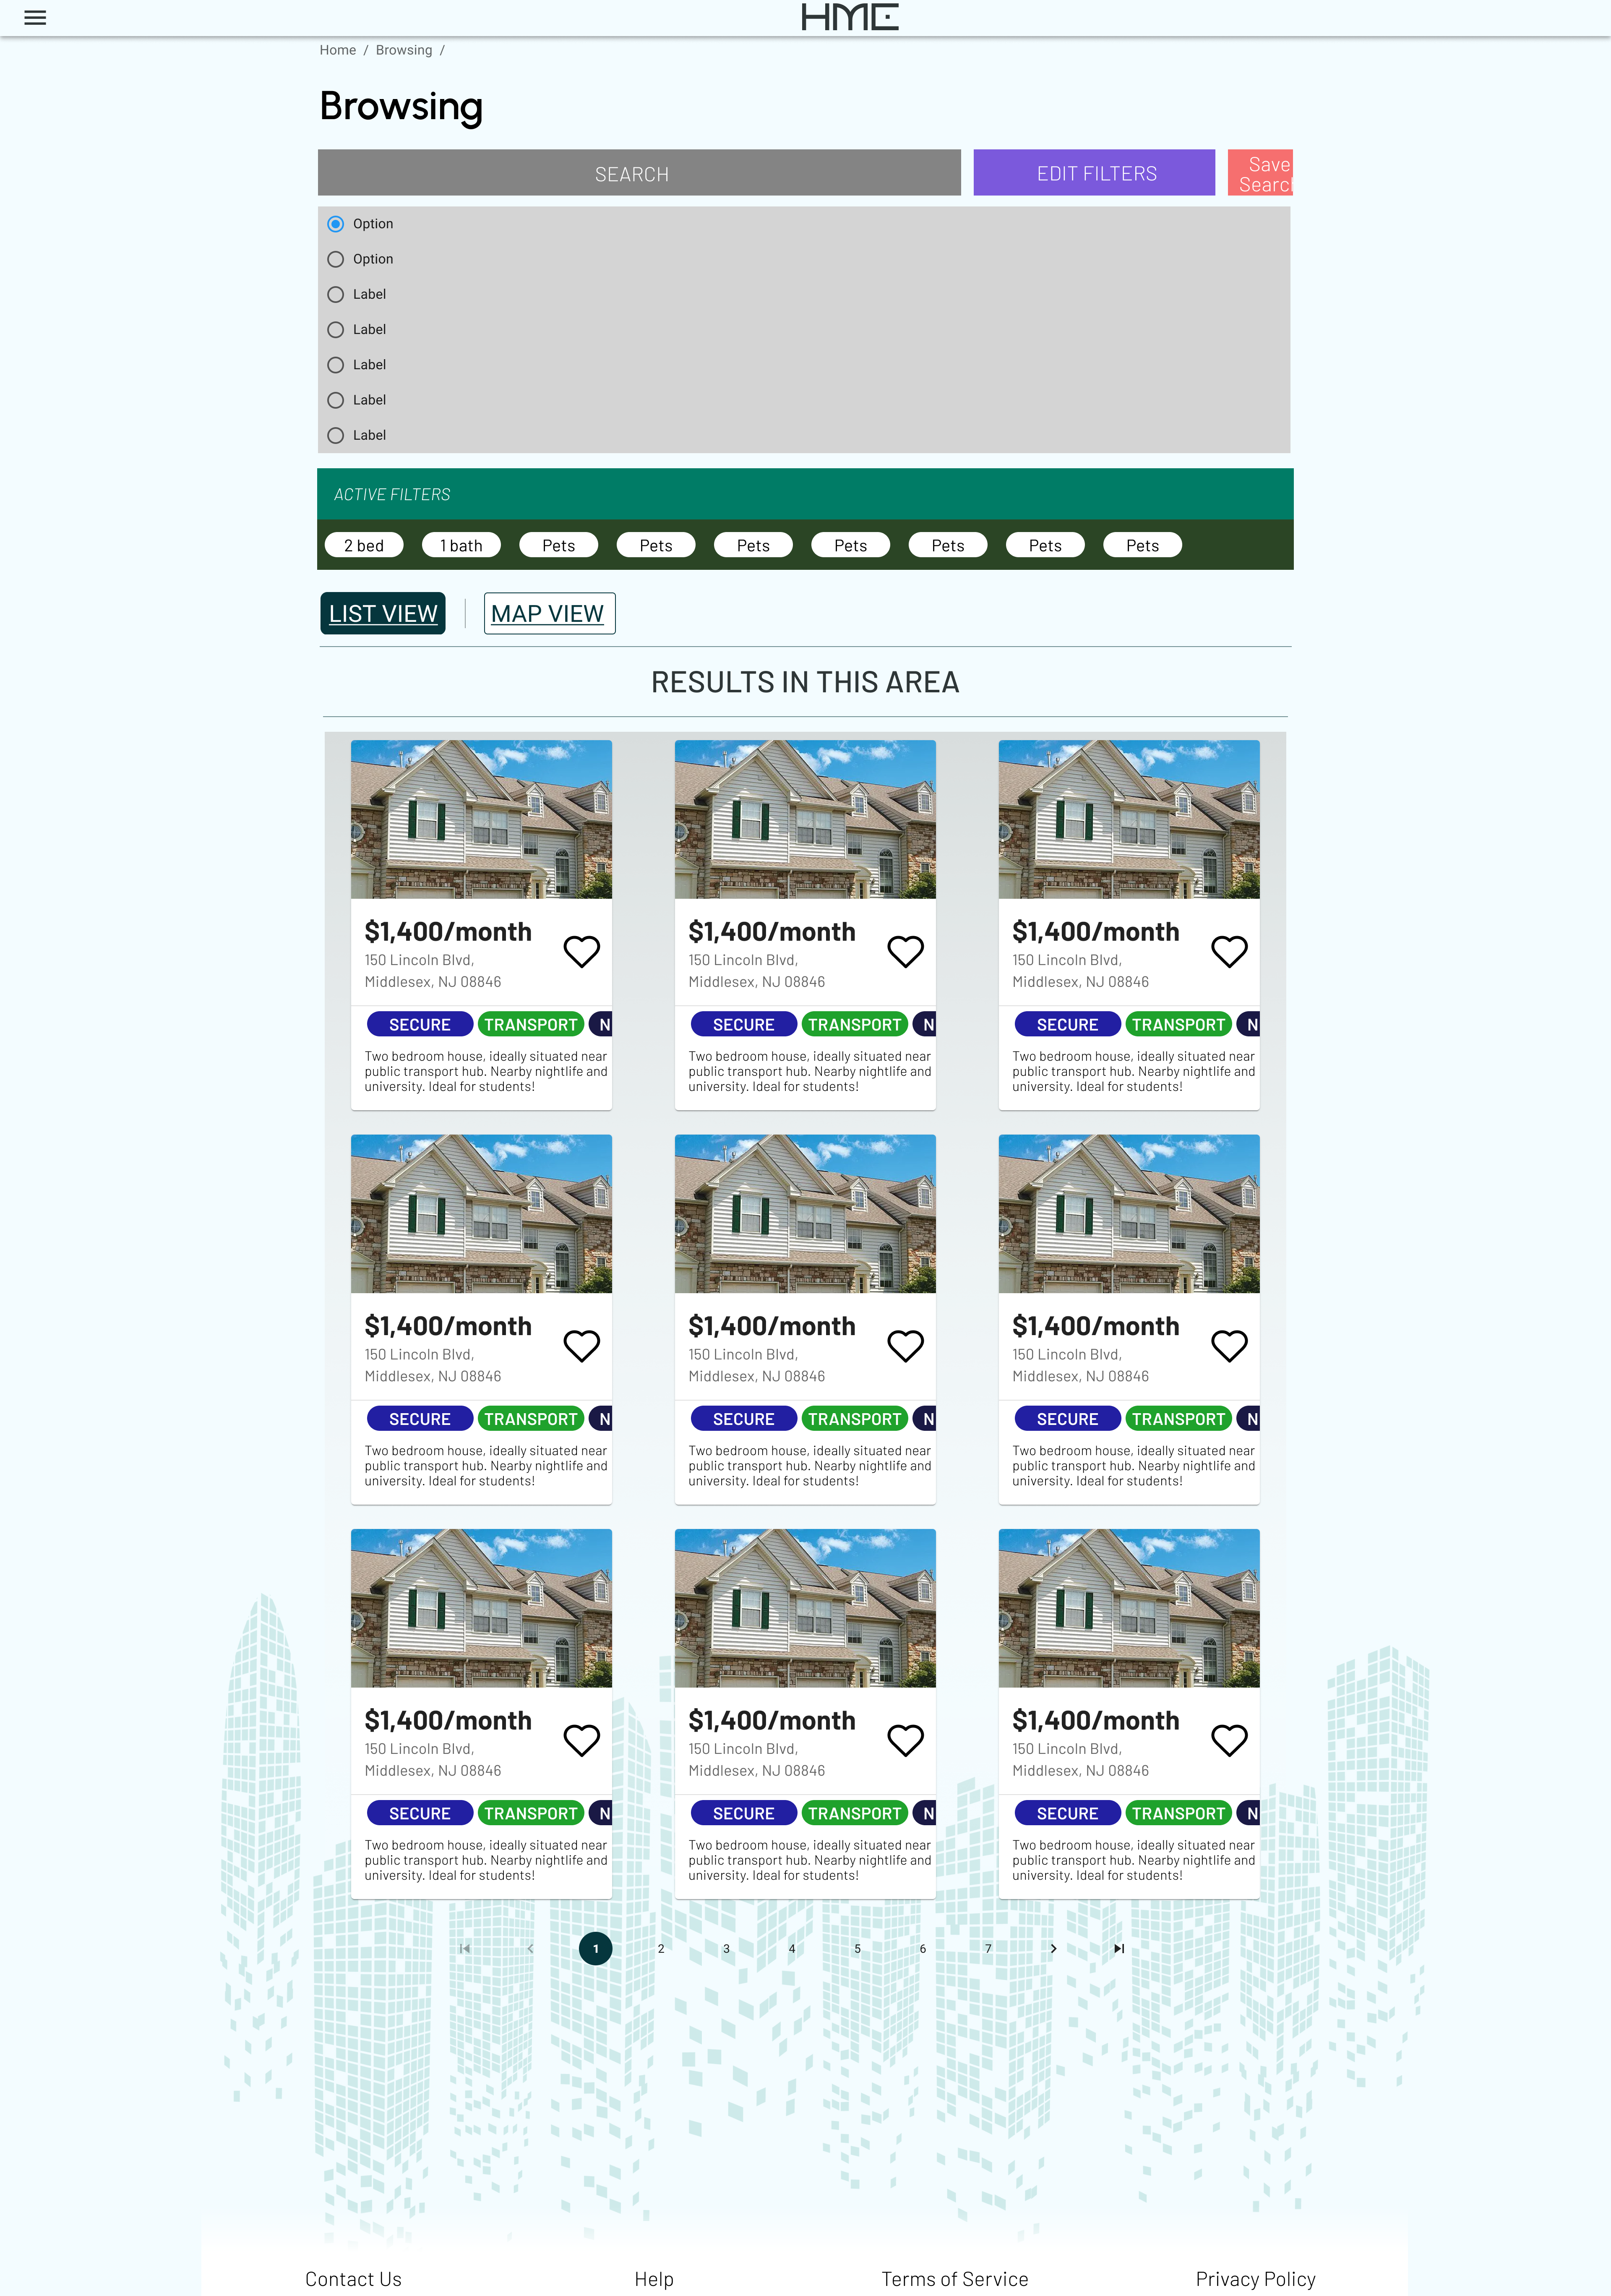 HME
Home / Browsing /
Browsing
SEARCH
EDIT FILTERS
Save
Search
Option
Option
Label
Label
Label
Label
Label
ACTIVE FILTERS
2 bed 1 bath Pets Pets Pets Pets Pets Pets Pets
LIST VIEW
MAP VIEW
RESULTS IN THIS AREA
$1,400/month
150 Lincoln Blvd,
Middlesex, NJ 08846
SECURE TRANSPORT N
Two bedroom house, ideally situated near
public transport hub. Nearby nightlife and
university. Ideal for students!
$1,400/month
150 Lincoln Blvd,
Middlesex, NJ 08846
SECURE TRANSPORT N
Two bedroom house, ideally situated near
public transport hub. Nearby nightlife and
university. Ideal for students!
$1,400/month
150 Lincoln Blvd,
Middlesex, NJ 08846
SECURE TRANSPORT N
Two bedroom house, ideally situated near
public transport hub. Nearby nightlife and
university. Ideal for students!
$1,400/month
150 Lincoln Blvd,
Middlesex, NJ 08846
SECURE TRANSPORT N
Two bedroom house, ideally situated near
public transport hub. Nearby nightlife and
university. Ideal for students!
$1,400/month
150 Lincoln Blvd,
Middlesex, NJ 08846
SECURE TRANSPORT N
Two bedroom house, ideally situated near
public transport hub. Nearby nightlife and
university. Ideal for students!
$1,400/month
150 Lincoln Blvd,
Middlesex, NJ 08846
SECURE TRANSPORT N
Two bedroom house, ideally situated near
public transport hub. Nearby nightlife and
university. Ideal for students!
$1,400/month
150 Lincoln Blvd,
Middlesex, NJ 08846
SECURE TRANSPORT N
Two bedroom house, ideally situated near
public transport hub. Nearby nightlife and
university. Ideal for students!
$1,400/month
150 Lincoln Blvd,
Middlesex, NJ 08846
SECURE TRANSPORT N
Two bedroom house, ideally situated near
public transport hub. Nearby nightlife and
university. Ideal for students!
$1,400/month
150 Lincoln Blvd,
Middlesex, NJ 08846
SECURE TRANSPORT N
Two bedroom house, ideally situated near
public transport hub. Nearby nightlife and
university. Ideal for students!
1 2 3 4 5 6 7
Contact Us Help Terms of Service Privacy Policy